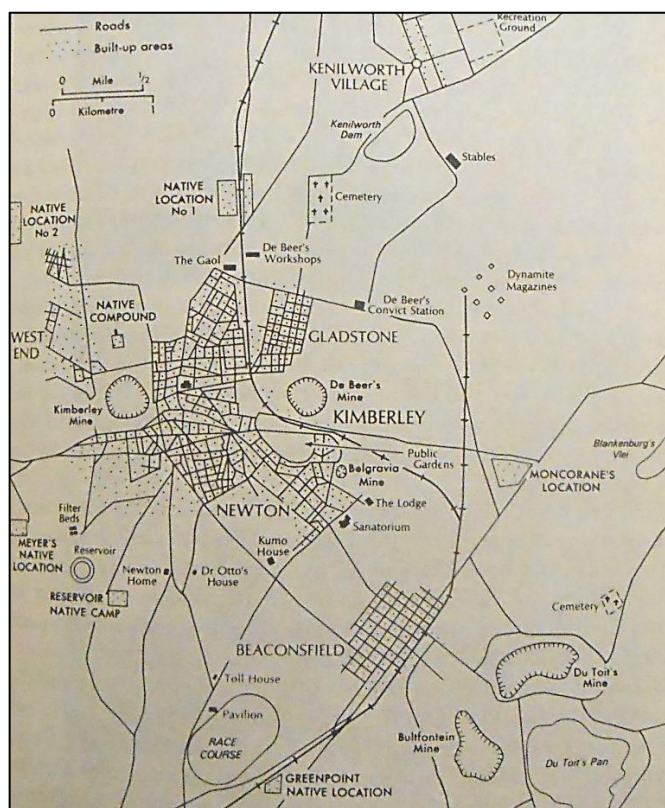 Roads
Built-up areas
0 Mile 1/2
0 Kilometre 1
Recreation
Ground
KENILWORTH
VILLAGE
Kenilworth
Dam
Stables
NATIVE
LOCATION
No 1
NATIVE
LOCATION
No 2
Cemetery
De Beer's
Workshops
The Gaol
Dynamite
Magazines
NATIVE
COMPOUND
De Beer's
Convict Station
WEST
END
GLADSTONE
De Beer's
Mine
Kimberley
Mine
KIMBERLEY
Public
Gardens
Blankenburg's
Vlei
MONCORANE'S
LOCATION
Belgravia
Mine
The Lodge
NEWTON
Sanatorium
Filter
Beds
Kumo
House
MEYER'S
NATIVE
LOCATION
Reservoir
Newton
Home
Dr Otto's
House
RESERVOIR
NATIVE CAMP
Cemetery
BEACONSFIELD
Toll House
Du Toit's
Mine
Pavilion
RACE
COURSE
Bultfontein
Mine
Du Toit's Pan
GREENPOINT
NATIVE LOCATION